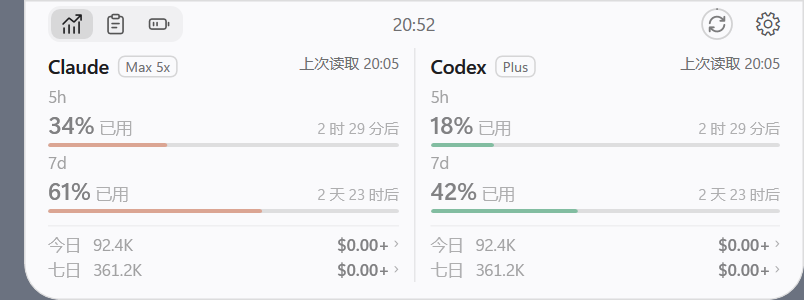 20:52
Claude Max 5x 上次读取 20:05
5h
34% 已用 2 时 29 分后
7d
61% 已用 2 天 23 时后
今日 92.4K $0.00+ ›
七日 361.2K $0.00+ ›
Codex Plus 上次读取 20:05
5h
18% 已用 2 时 29 分后
7d
42% 已用 2 天 23 时后
今日 92.4K $0.00+ ›
七日 361.2K $0.00+ ›